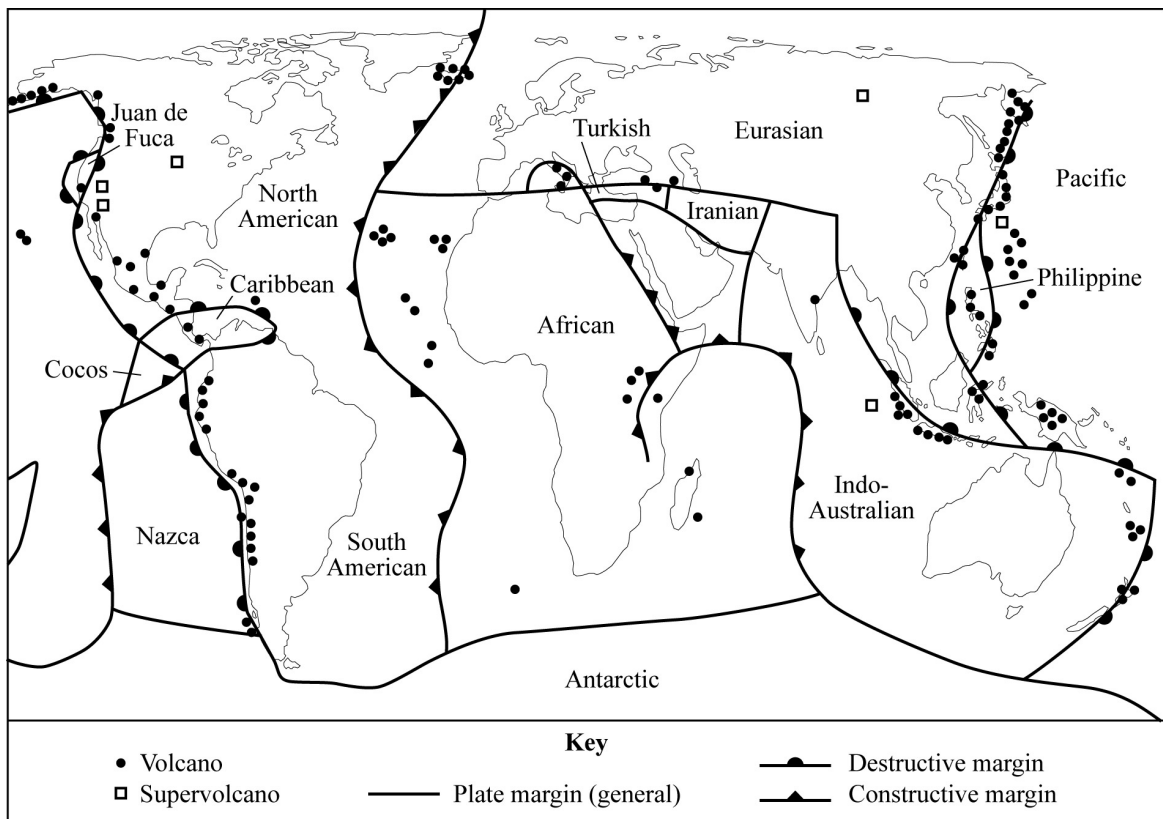 Juan de
Fuca
Turkish
Eurasian
Pacific
North
American
Iranian
Caribbean
Philippine
African
Cocos
Indo-
Australian
Nazca
South
American
Antarctic
Key
Volcano
Supervolcano
Plate margin (general)
Destructive margin
Constructive margin